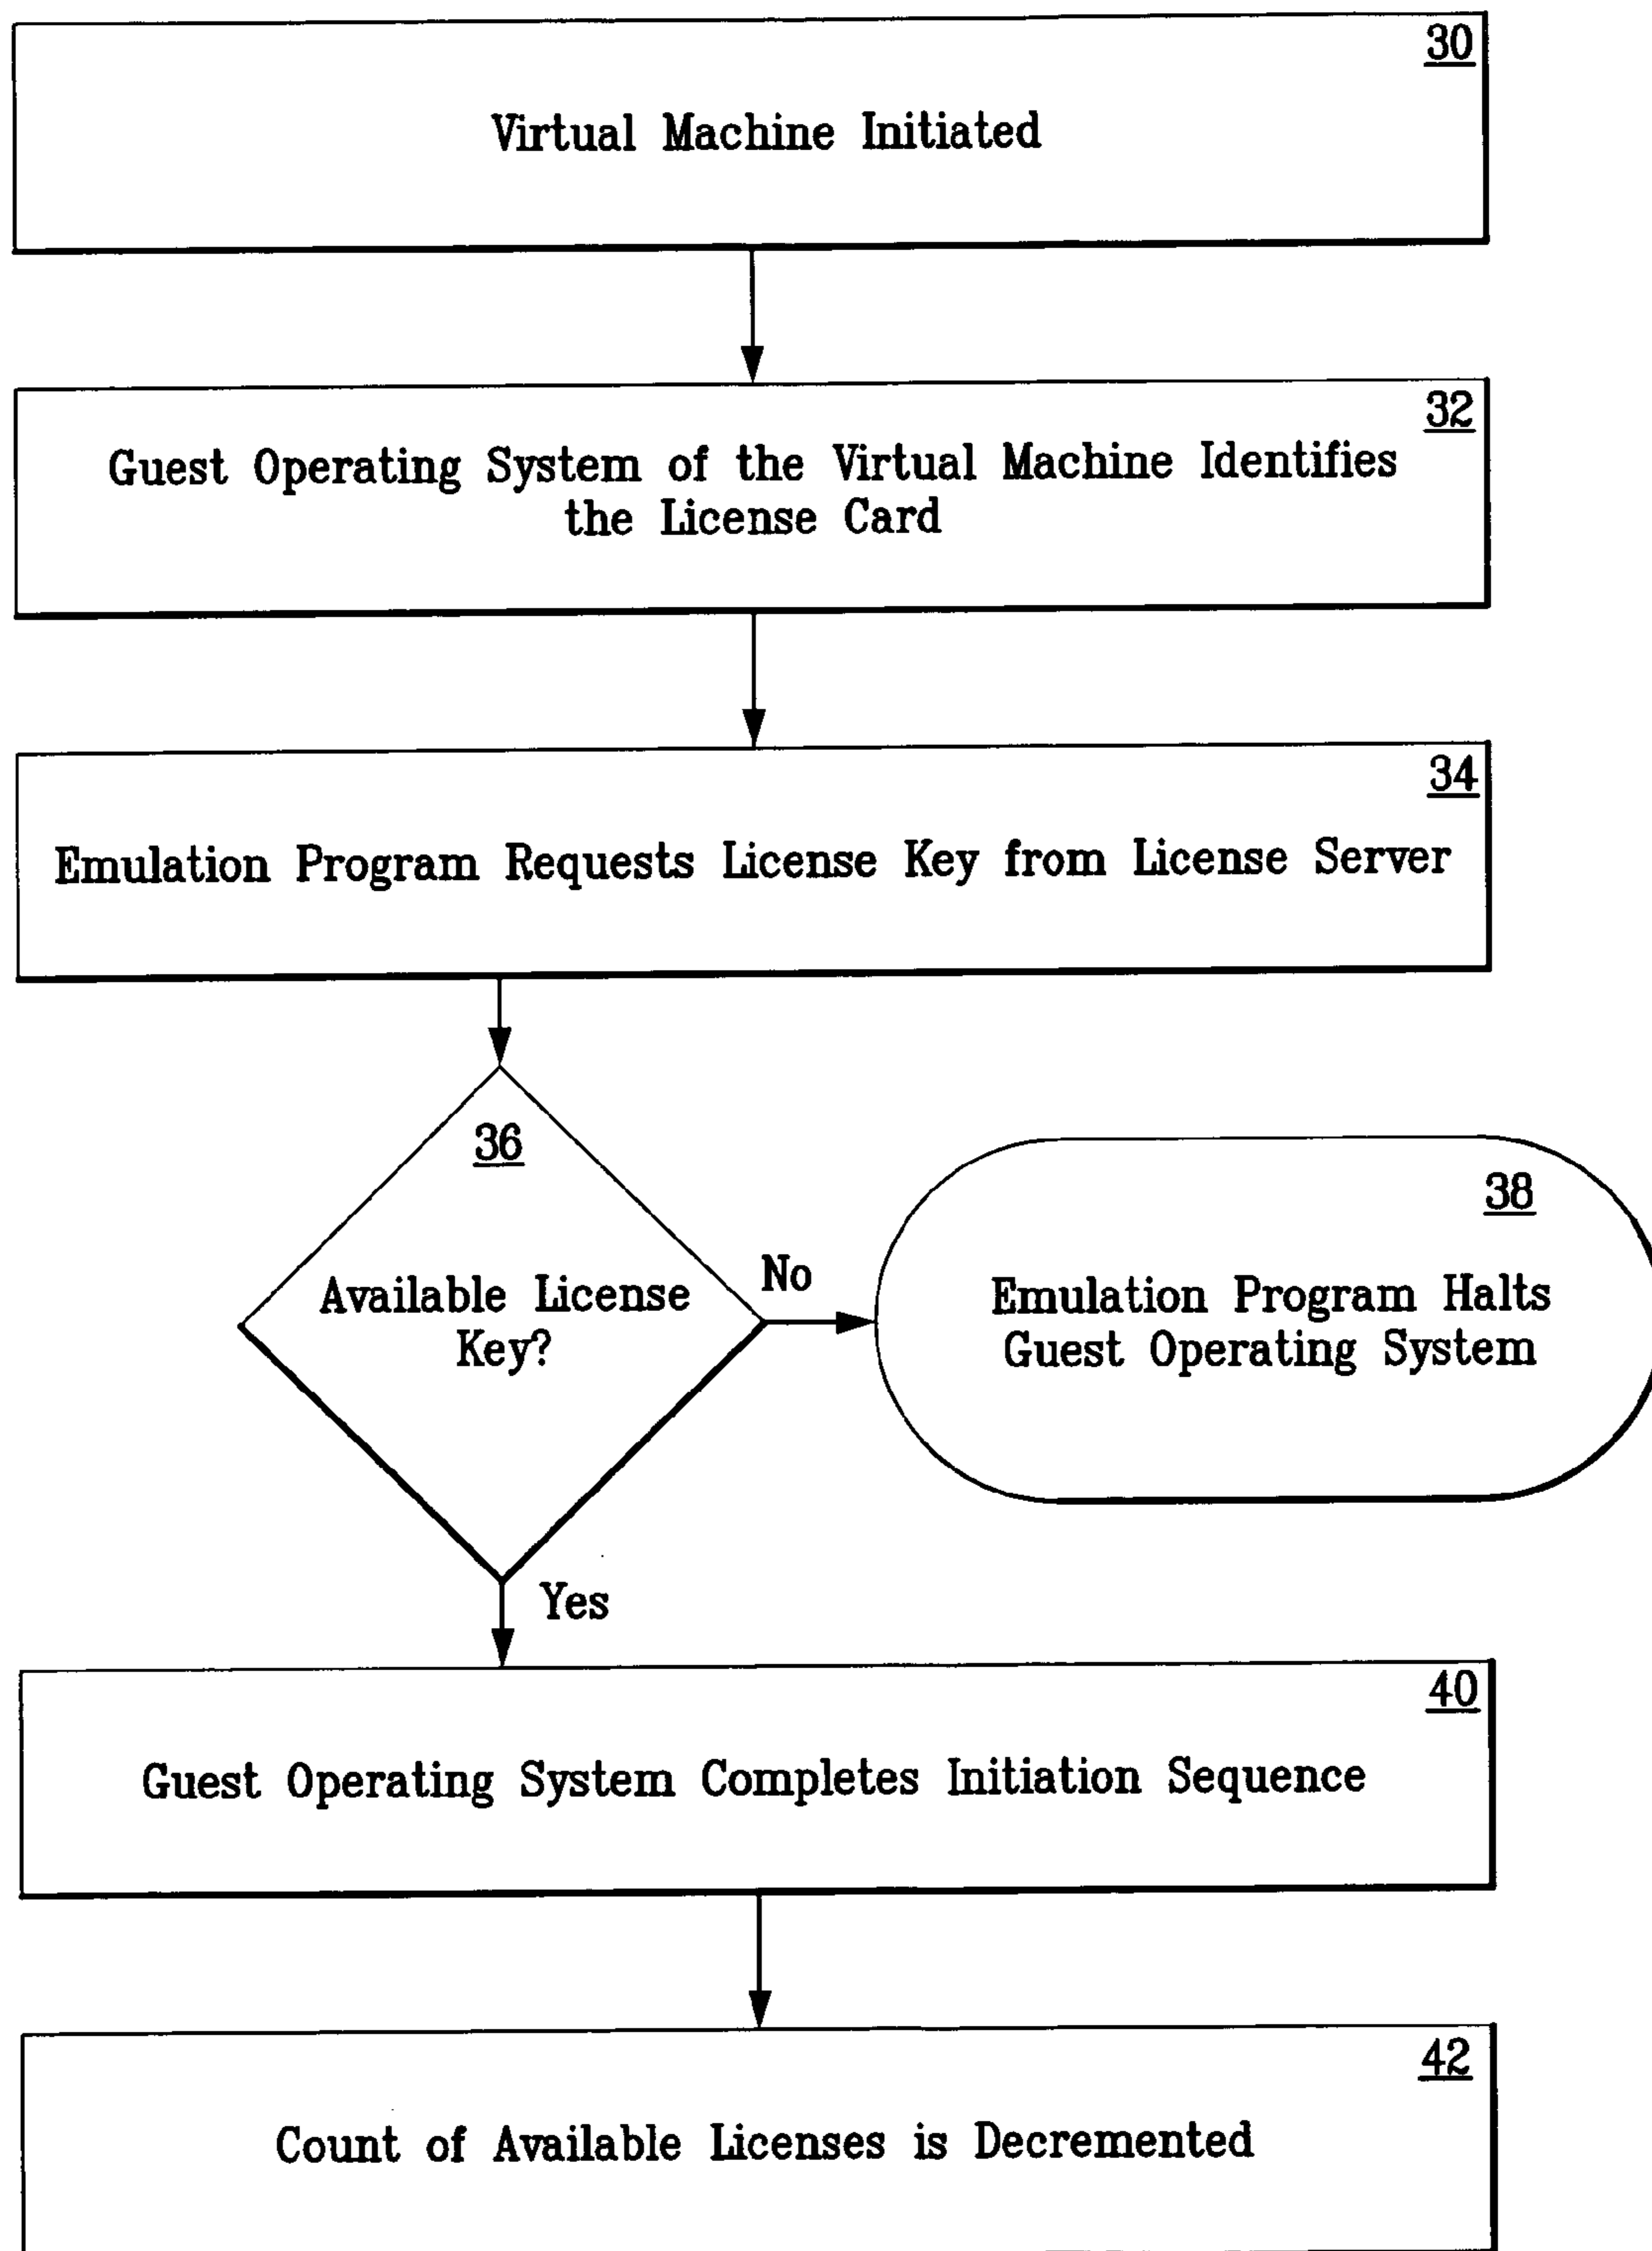 30
Virtual Machine Initiated
32
Guest Operating System of the Virtual Machine Identifies
the License Card
34
Emulation Program Requests License Key from License Server
36
Available License
Key?
No
38
Emulation Program Halts
Guest Operating System
Yes
40
Guest Operating System Completes Initiation Sequence
42
Count of Available Licenses is Decremented